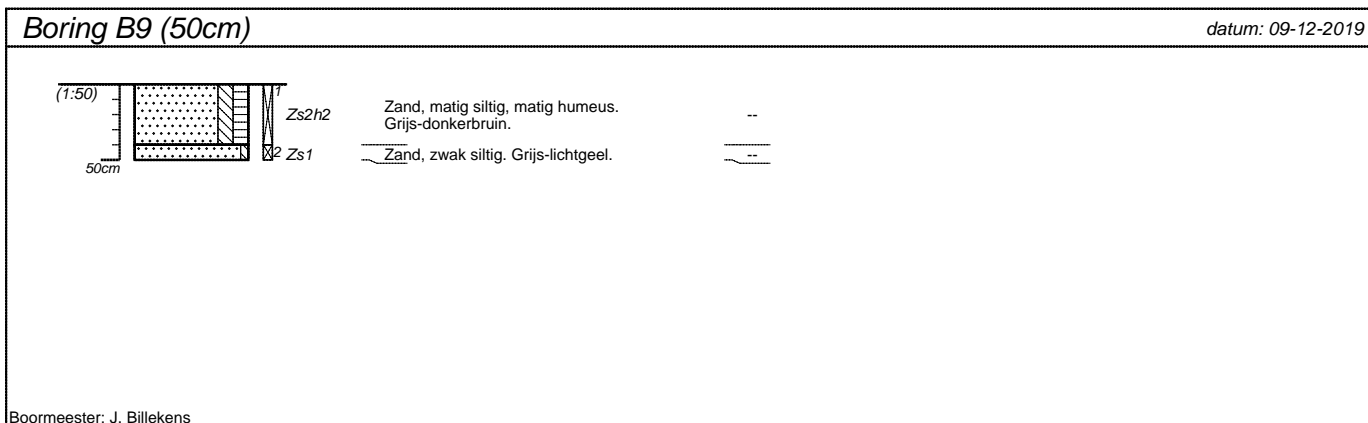 Boring B9 (50cm)
datum: 09-12-2019
(1:50)
1
Zs2h2
Zand, matig siltig, matig humeus.
Grijs-donkerbruin.
--
2
Zs1
Zand, zwak siltig. Grijs-lichtgeel.
--
50cm
Boormeester: J. Billekens